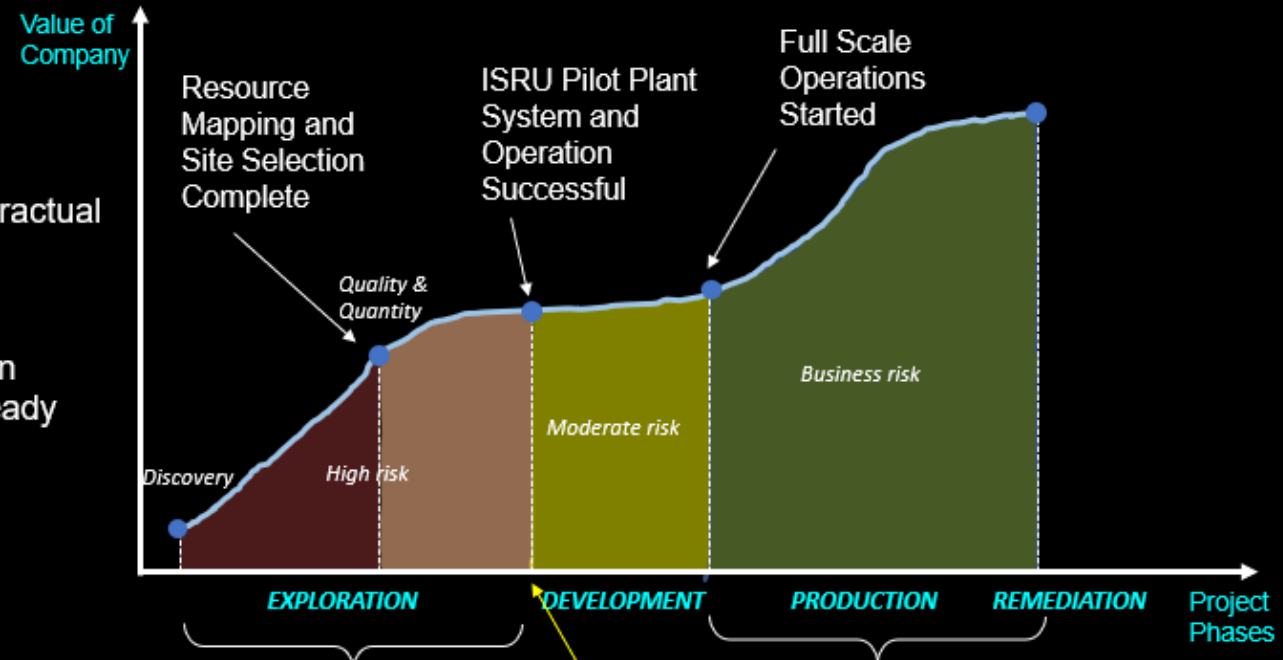 Value of
Company
Resource
Mapping and
Site Selection
Complete
ISRU Pilot Plant
System and
Operation
Successful
Full Scale
Operations
Started
ractual
n
eady
Quality &
Quantity
Discovery
High risk
Moderate risk
Business risk
EXPLORATION
DEVELOPMENT
PRODUCTION
REMEDIATION
Project
Phases